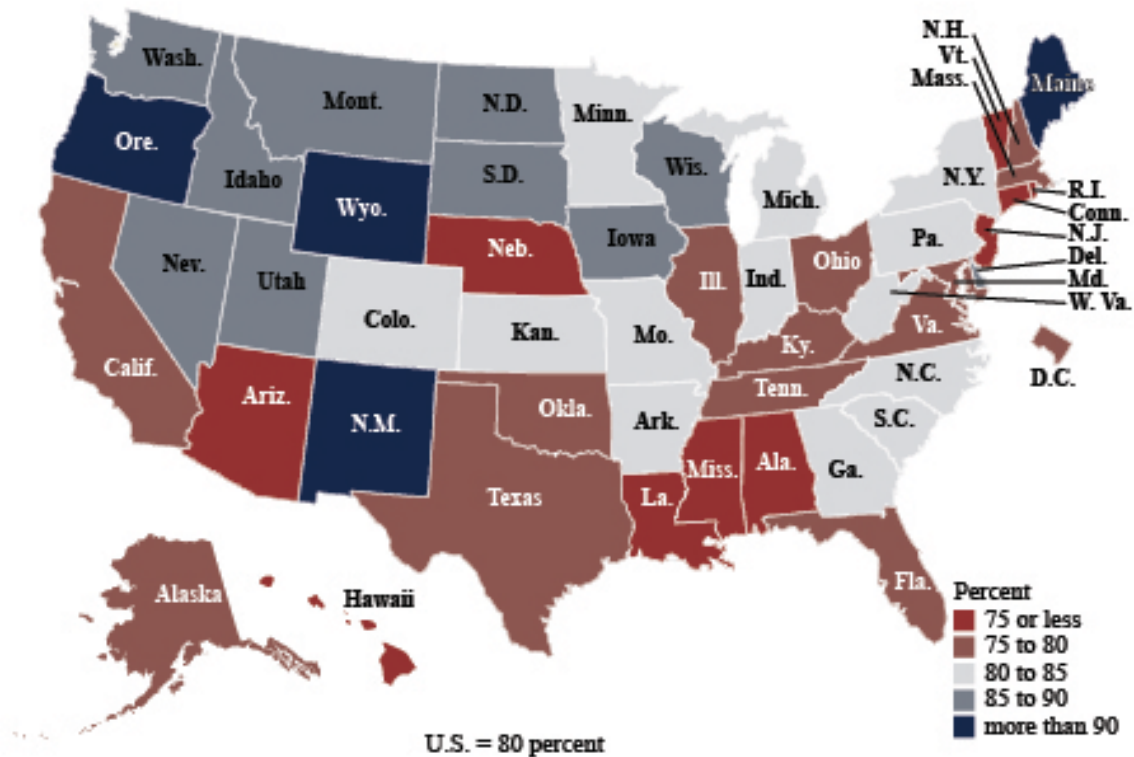 Wash.
Mont.
N.D.
Minn.
N.H.
Vt.
Mass.
Maine
Ore.
Idaho
S.D.
Wis.
Mich.
N.Y.
R.I.
Conn.
N.J.
Wyo.
Neb.
Iowa
Pa.
Del.
Md.
W. Va.
Nev.
Utah
Colo.
Kan.
Mo.
Ill.
Ind.
Ohio
Ky.
Va.
D.C.
Calif.
Ariz.
N.M.
Okla.
Ark.
Tenn.
N.C.
S.C.
Texas
La.
Miss.
Ala.
Ga.
Fla.
Alaska
Hawaii
Percent
75 or less
75 to 80
80 to 85
85 to 90
more than 90
U.S. = 80 percent